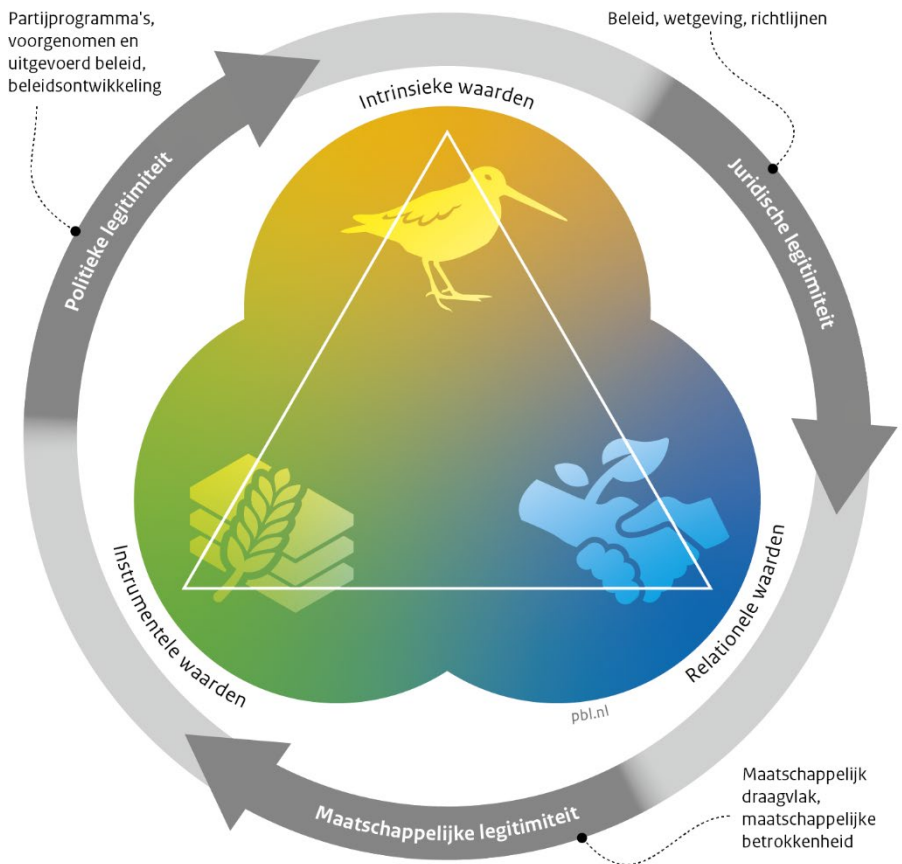 Partijprogramma's,
voorgenomen en
uitgevoerd beleid,
beleidsontwikkeling
Beleid, wetgeving, richtlijnen
Intrinsieke waarden
Politieke legitimiteit
Juridische legitimiteit
Instrumentele waarden
Relationele waarden
pbl.nl
Maatschappelijke legitimiteit
Maatschappelijk
draagvlak,
maatschappelijke
betrokkenheid